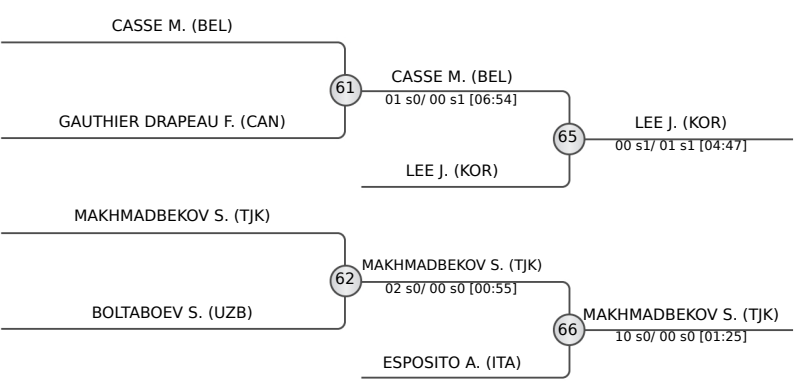 CASSE M. (BEL)
61
GAUTHIER DRAPEAU F. (CAN)
CASSE M. (BEL)
01 s0/ 00 s1 [06:54]
65
LEE J. (KOR)
LEE J. (KOR)
00 s1/ 01 s1 [04:47]
MAKHMADBEKOV S. (TJK)
62
BOLTABOEV S. (UZB)
MAKHMADBEKOV S. (TJK)
02 s0/ 00 s0 [00:55]
66
ESPOSITO A. (ITA)
MAKHMADBEKOV S. (TJK)
10 s0/ 00 s0 [01:25]